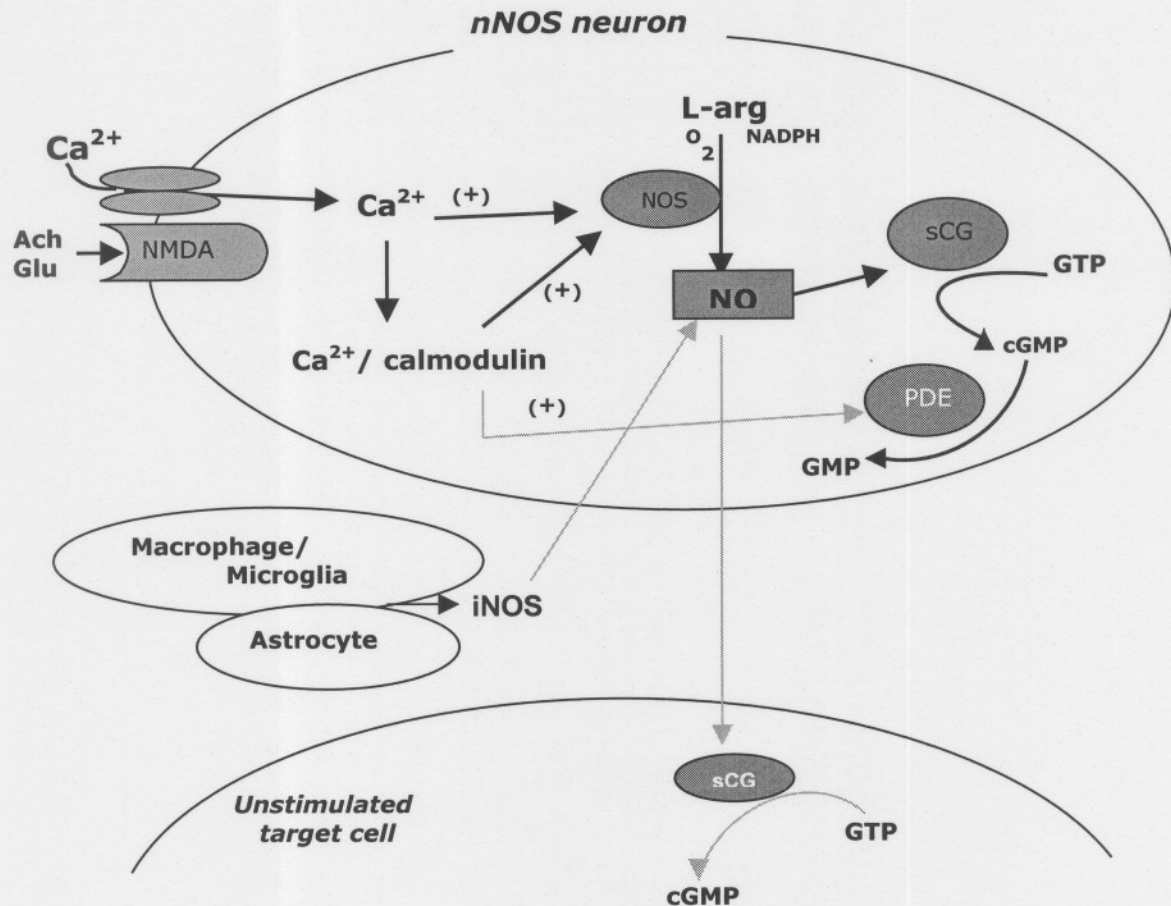 nNOS neuron
L-arg
O2 NADPH
Ca2+
Ca2+
(+)
NOS
sCG
Ach
Glu
NMDA
GTP
(+)
NO
cGMP
Ca2+/ calmodulin
(+)
PDE
GMP
Macrophage/
Microglia
iNOS
Astrocyte
sCG
Unstimulated
target cell
GTP
cGMP